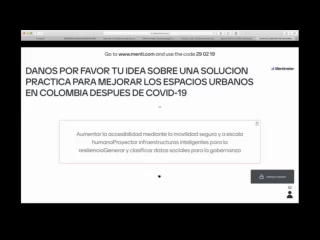 Go to www.menti.com and use the code 29 02 19
Mentimeter
DANOS POR FAVOR TU IDEA SOBRE UNA SOLUCION
PRACTICA PARA MEJORAR LOS ESPACIOS URBANOS
EN COLOMBIA DESPUES DE COVID-19
Aumentar la accesibilidad mediante la movilidad segura y a escala
humanaProyectar infraestructuras inteligentes para la
resilienciaGenerar y clasificar datos sociales para la gobernanza